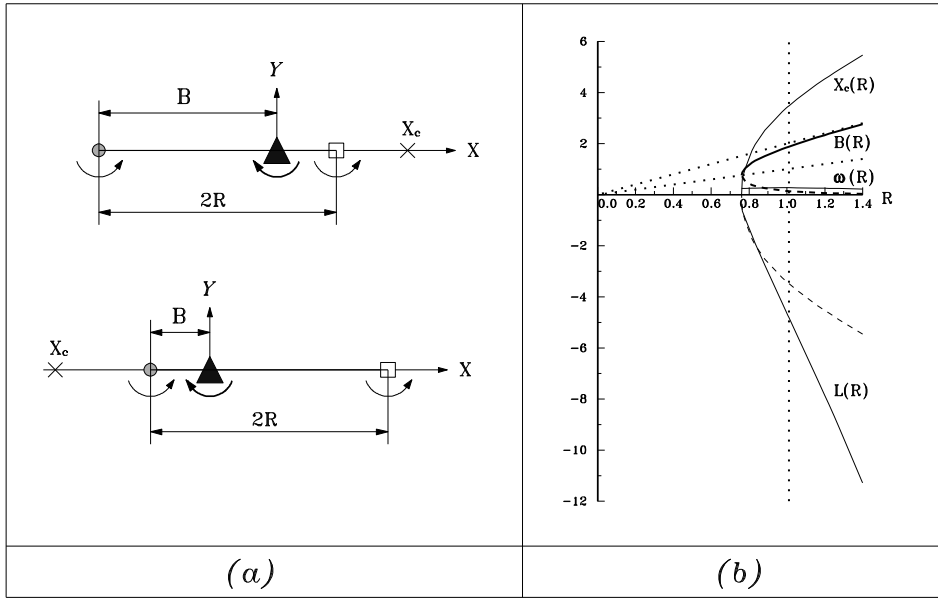 Y
B
X_c
X
2R
Y
B
X_c
X
2R
(a)
6
4
2
-2
-4
-6
-8
-10
-12
0.0 0.2 0.4 0.6 0.8 1.0 1.2 1.4 R
X_c(R)
B(R)
ω(R)
L(R)
(b)